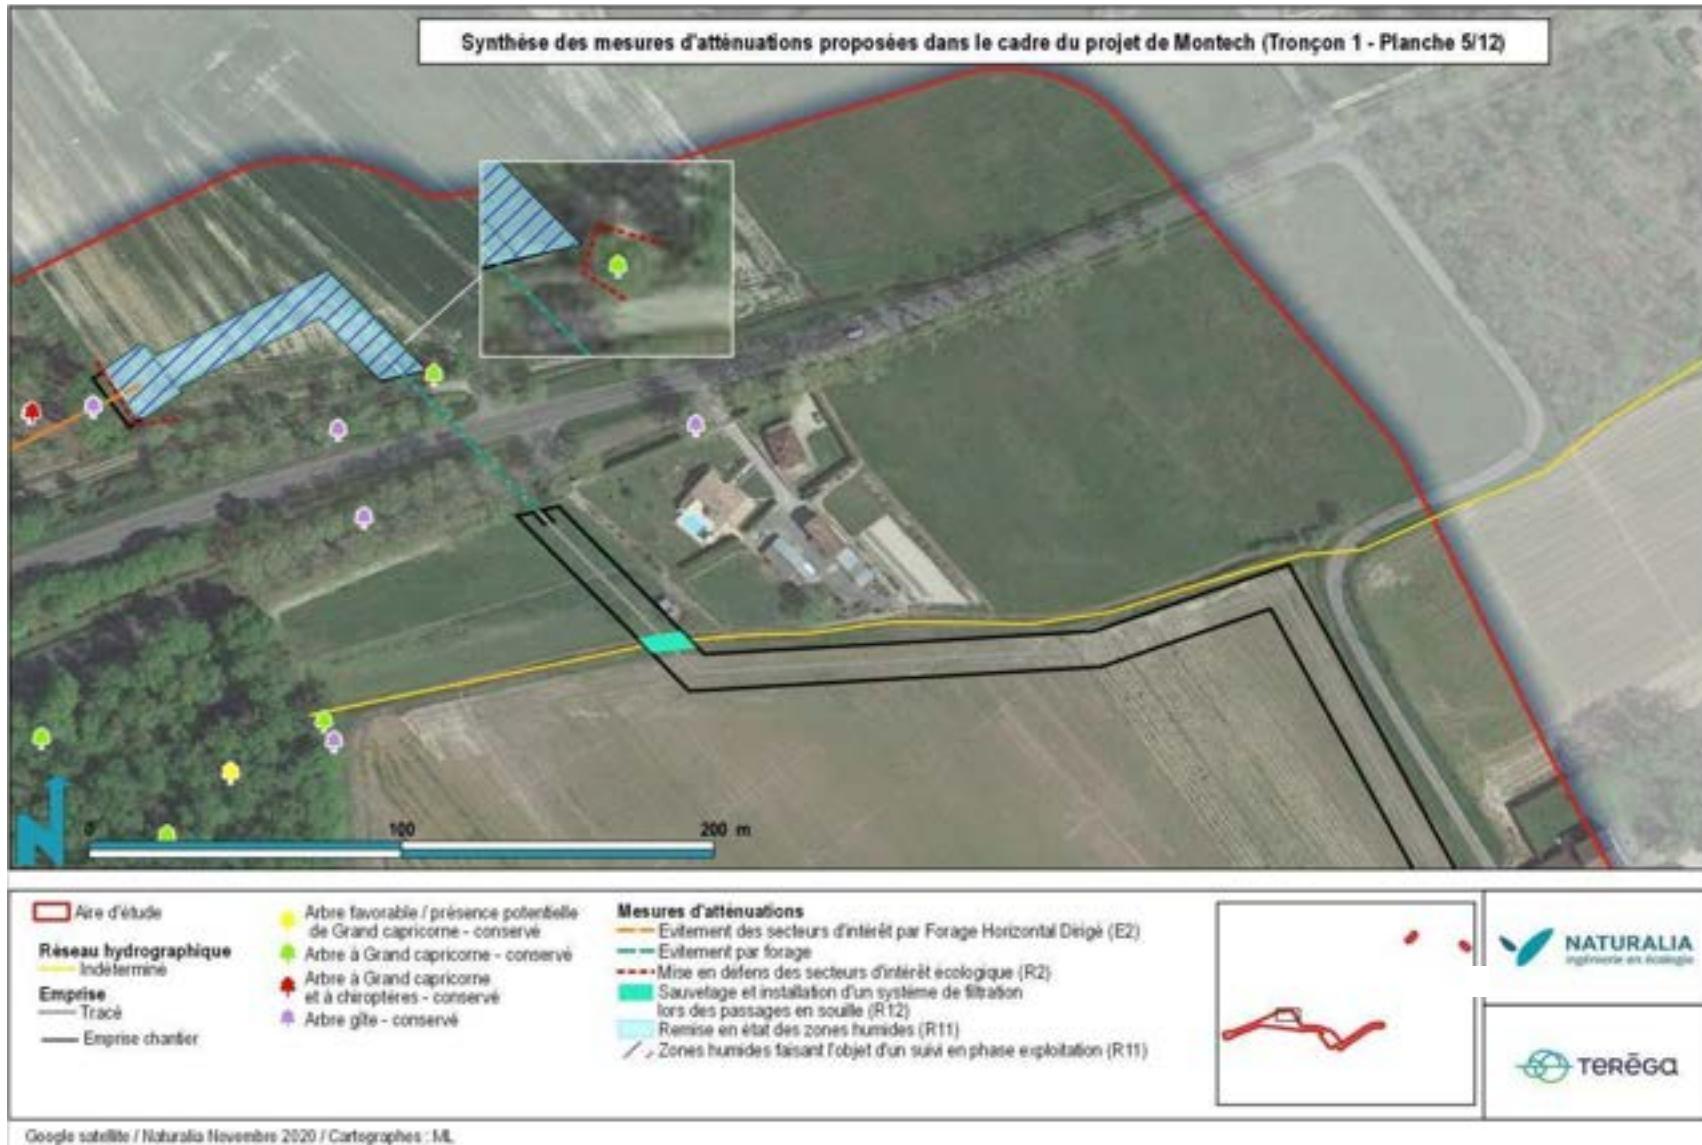 Synthèse des mesures d'atténuations proposées dans le cadre du projet de Montech (Tronçon 1 - Planche 5/12)
N
0 100 200 m
Aire d'étude
Réseau hydrographique
Indéterminé
Emprise
Tracé
Emprise chantier
Arbre favorable / présence potentielle
de Grand capricorne - conservé
Arbre à Grand capricorne - conservé
Arbre à Grand capricorne
et à chiroptères - conservé
Arbre gîte - conservé
Mesures d'atténuations
Evitement des secteurs d'intérêt par Forage Horizontal Dirigé (E2)
Evitement par forage
Mise en défens des secteurs d'intérêt écologique (R2)
Sauvetage et installation d'un système de filtration
lors des passages en souille (R12)
Remise en état des zones humides (R11)
Zones humides faisant l'objet d'un suivi en phase exploitation (R11)
NATURALIA
ingénierie en écologie
TERĒGA
Google satellite / Naturalia Novembre 2020 / Cartographes : ML